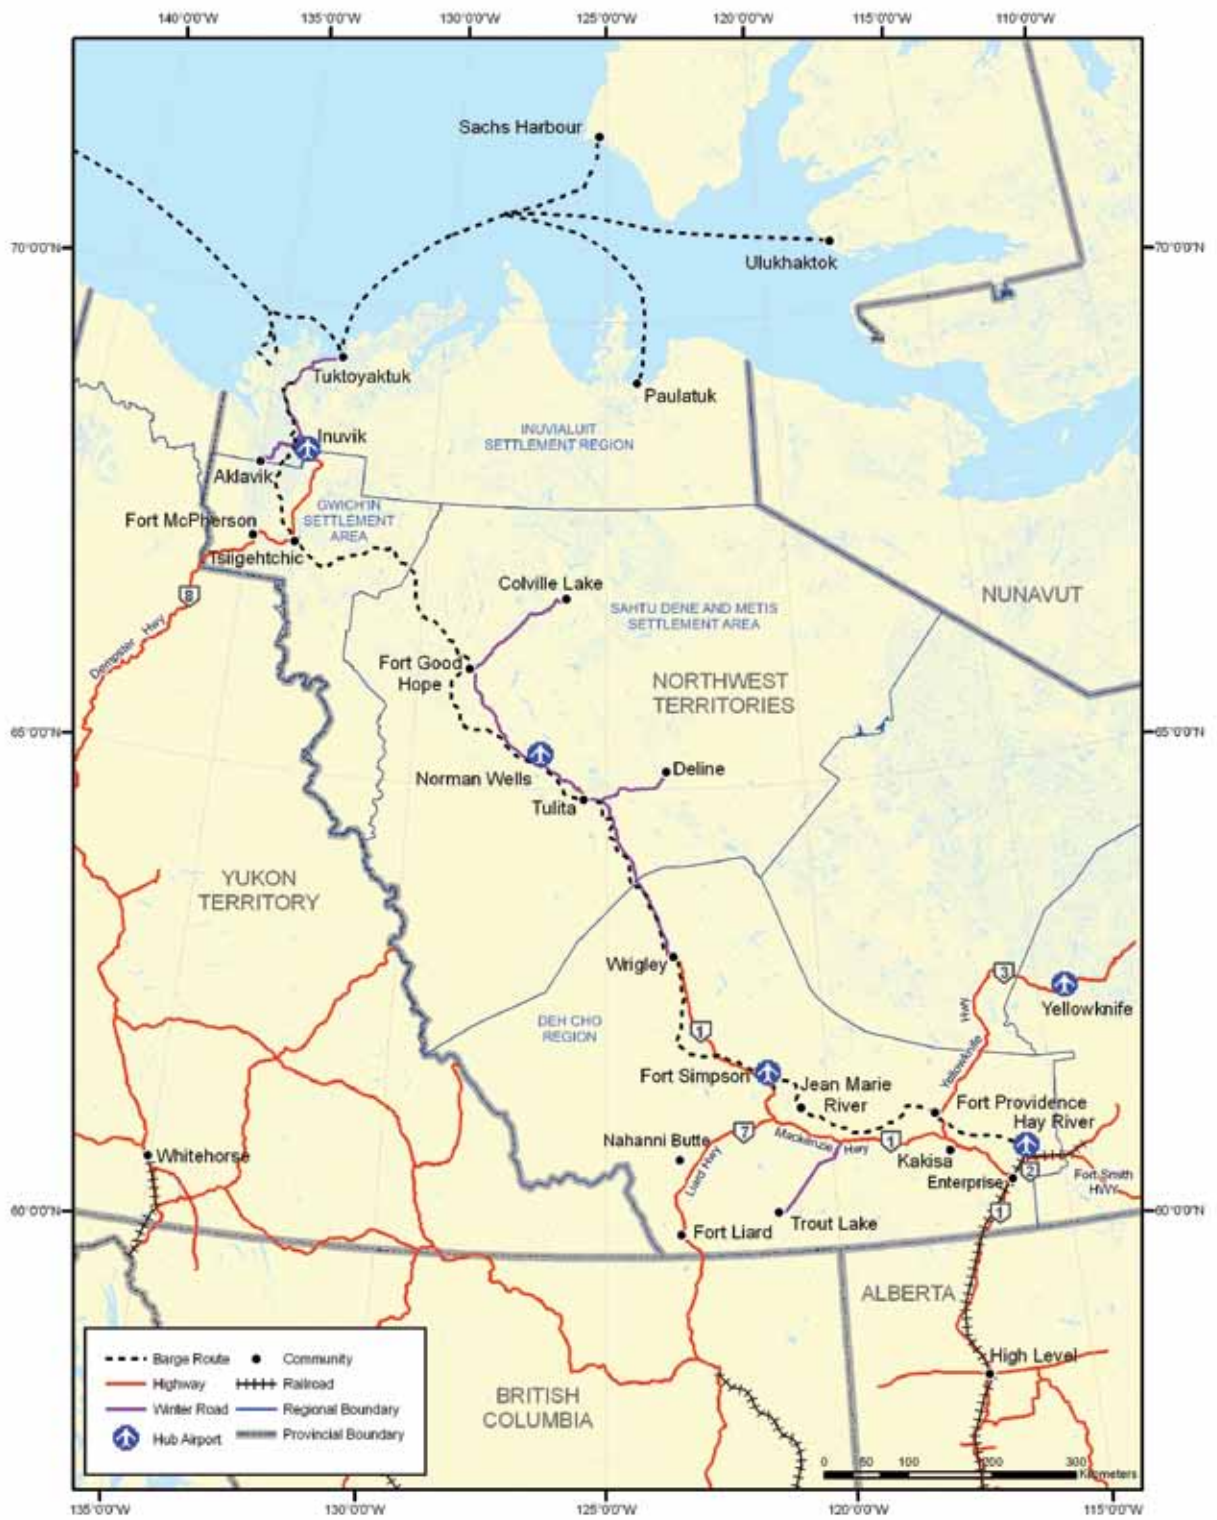 140°0'0"W
135°0'0"W
130°0'0"W
125°0'0"W
120°0'0"W
115°0'0"W
110°0'0"W
Sachs Harbour
70°0'0"N
70°0'0"N
Ulukhaktok
Tuktoyaktuk
Paulatuk
Inuvik
INUVIALUIT
SETTLEMENT REGION
Aklavik
GWICH'IN
SETTLEMENT
AREA
Fort McPherson
Tsiigehtchic
Colville Lake
8
NUNAVUT
SAHTU DENE AND METIS
SETTLEMENT AREA
Dempster Hwy
Fort Good
Hope
NORTHWEST
TERRITORIES
65°0'0"N
65°0'0"N
Norman Wells
Deline
Tulita
YUKON
TERRITORY
Wrigley
3
Yellowknife
DEH CHO
REGION
1
Yellowknife Hwy
Fort Simpson
Jean Marie
River
Fort Providence
Hay River
7
Nahanni Butte
Mackenzie Hwy
1
Whitehorse
Kakisa
Liard Hwy
Enterprise
2
Fort Smith
HWY
60°0'0"N
60°0'0"N
1
Trout Lake
Fort Liard
ALBERTA
High Level
BRITISH
COLUMBIA
Barge Route
Community
Highway
Railroad
Winter Road
Regional Boundary
Hub Airport
Provincial Boundary
0 50 100 200 300
Kilometers
135°0'0"W
130°0'0"W
125°0'0"W
120°0'0"W
115°0'0"W